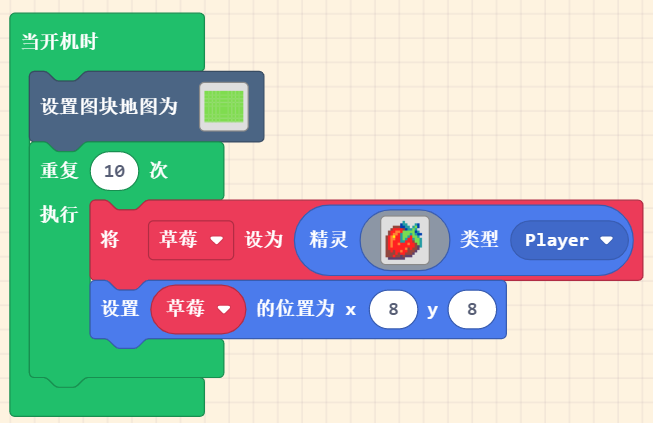 当开机时
设置图块地图为
重复 10 次
执行
将 草莓 设为 精灵 类型 Player
设置 草莓 的位置为 x 8 y 8